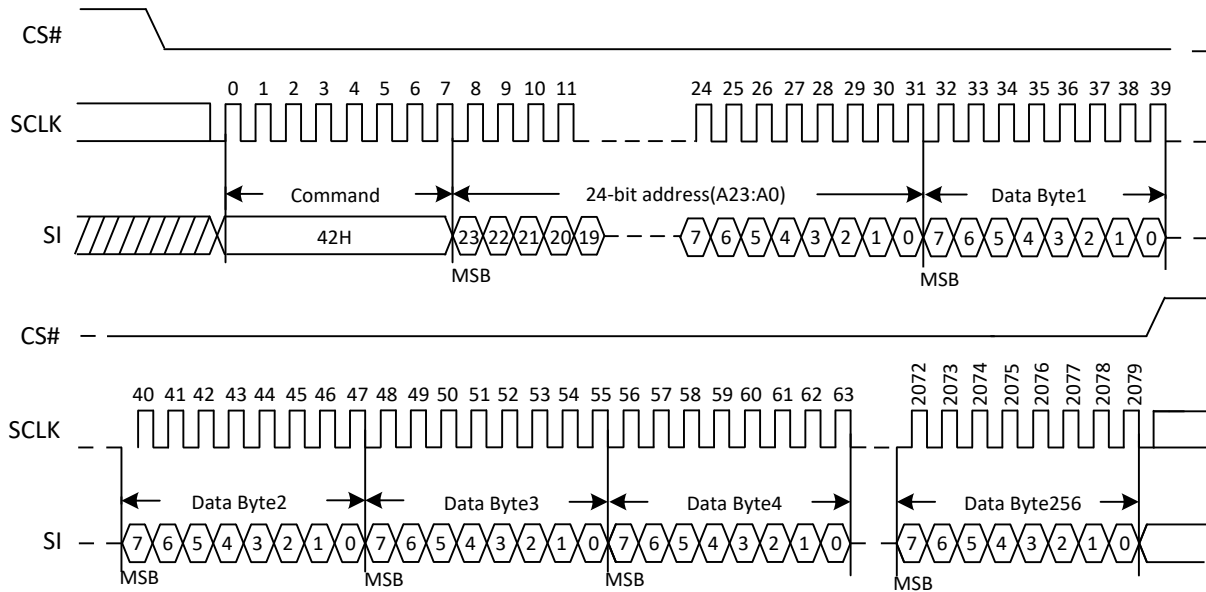 CS#
0 1 2 3 4 5 6 7 8 9 10 11 24 25 26 27 28 29 30 31 32 33 34 35 36 37 38 39
SCLK
Command 24-bit address(A23:A0) Data Byte1
SI 42H 23 22 21 20 19 7 6 5 4 3 2 1 0 7 6 5 4 3 2 1 0
MSB MSB
CS#
40 41 42 43 44 45 46 47 48 49 50 51 52 53 54 55 56 57 58 59 60 61 62 63 2072 2073 2074 2075 2076 2077 2078 2079
SCLK
Data Byte2 Data Byte3 Data Byte4 Data Byte256
SI 7 6 5 4 3 2 1 0 7 6 5 4 3 2 1 0 7 6 5 4 3 2 1 0 7 6 5 4 3 2 1 0
MSB MSB MSB MSB